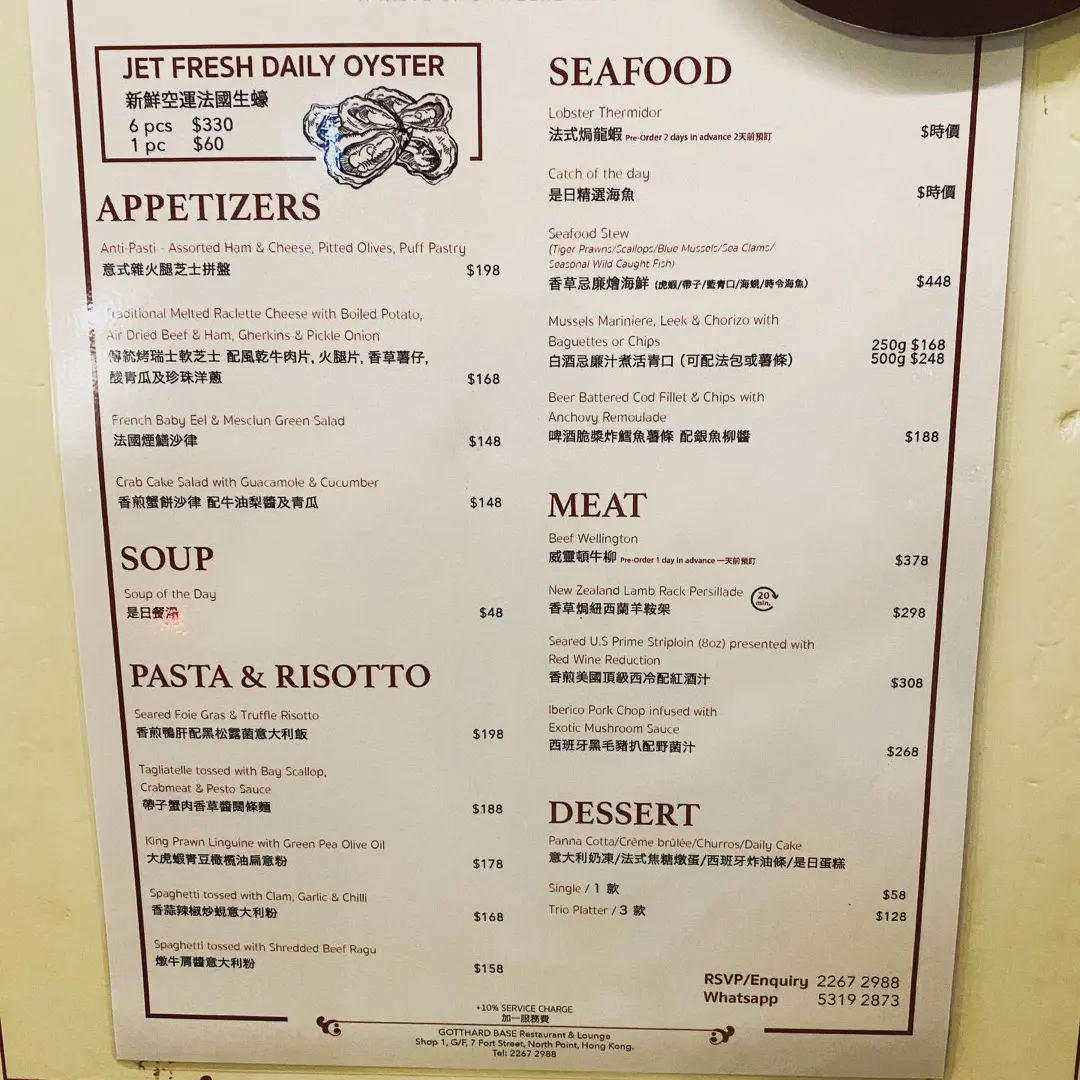 JET FRESH DAILY OYSTER
新鮮空運法國生蠔
6 pcs $330
1 pc $60
APPETIZERS
Anti-Pasti - Assorted Ham & Cheese, Pitted Olives, Puff Pastry
意式雜火腿芝士拼盤 $198
Traditional Melted Raclette Cheese with Boiled Potato,
Air Dried Beef & Ham, Gherkins & Pickle Onion
傳統烤瑞士軟芝士 配風乾牛肉片, 火腿片, 香草薯仔,
酸青瓜及珍珠洋蔥 $168
French Baby Eel & Mesclun Green Salad
法國煙鱔沙律 $148
Crab Cake Salad with Guacamole & Cucumber
香煎蟹餅沙律 配牛油梨醬及青瓜 $148
SOUP
Soup of the Day
是日餐湯 $48
PASTA & RISOTTO
Seared Foie Gras & Truffle Risotto
香煎鴨肝配黑松露菌意大利飯 $198
Tagliatelle tossed with Bay Scallop,
Crabmeat & Pesto Sauce
帶子蟹肉香草醬闊條麵 $188
King Prawn Linguine with Green Pea Olive Oil
大虎蝦青豆橄欖油扁意粉 $178
Spaghetti tossed with Clam, Garlic & Chilli
香蒜辣椒炒蜆意大利粉 $168
Spaghetti tossed with Shredded Beef Ragu
燉牛肩醬意大利粉 $158
SEAFOOD
Lobster Thermidor
法式焗龍蝦 Pre-Order 2 days in advance 2天前預訂 $時價
Catch of the day
是日精選海魚 $時價
Seafood Stew
(Tiger Prawns/Scallops/Blue Mussels/Sea Clams/
Seasonal Wild Caught Fish)
香草忌廉燴海鮮 (虎蝦/帶子/藍青口/海蜆/時令海魚) $448
Mussels Mariniere, Leek & Chorizo with
Baguettes or Chips 250g $168
白酒忌廉汁煮活青口 (可配法包或薯條) 500g $248
Beer Battered Cod Fillet & Chips with
Anchovy Remoulade
啤酒脆漿炸鱈魚薯條 配銀魚柳醬 $188
MEAT
Beef Wellington
威靈頓牛柳 Pre-Order 1 day in advance 一天前預訂 $378
New Zealand Lamb Rack Persillade 20 min.
香草焗紐西蘭羊鞍架 $298
Seared U.S Prime Striploin (8oz) presented with
Red Wine Reduction
香煎美國頂級西冷配紅酒汁 $308
Iberico Pork Chop infused with
Exotic Mushroom Sauce
西班牙黑毛豬扒配野菌汁 $268
DESSERT
Panna Cotta/Crème brûlée/Churros/Daily Cake
意大利奶凍/法式焦糖燉蛋/西班牙炸油條/是日蛋糕
Single / 1 款 $58
Trio Platter / 3 款 $128
RSVP/Enquiry 2267 2988
Whatsapp 5319 2873
+10% SERVICE CHARGE
加一服務費
GOTTHARD BASE Restaurant & Lounge
Shop 1, G/F, 7 Fort Street, North Point, Hong Kong.
Tel: 2267 2988